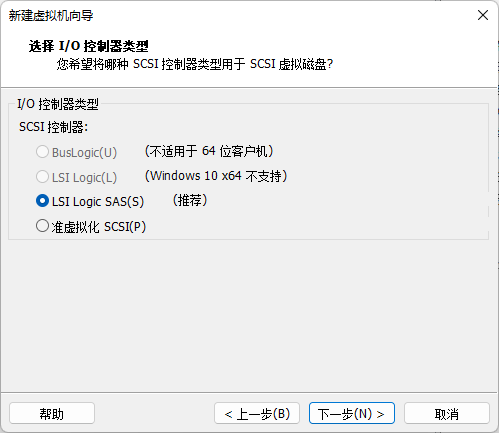 新建虚拟机向导
选择 I/O 控制器类型
您希望将哪种 SCSI 控制器类型用于 SCSI 虚拟磁盘?
I/O 控制器类型
SCSI 控制器:
BusLogic(U) (不适用于 64 位客户机)
LSI Logic(L) (Windows 10 x64 不支持)
LSI Logic SAS(S) (推荐)
准虚拟化 SCSI(P)
帮助 < 上一步(B) 下一步(N) > 取消